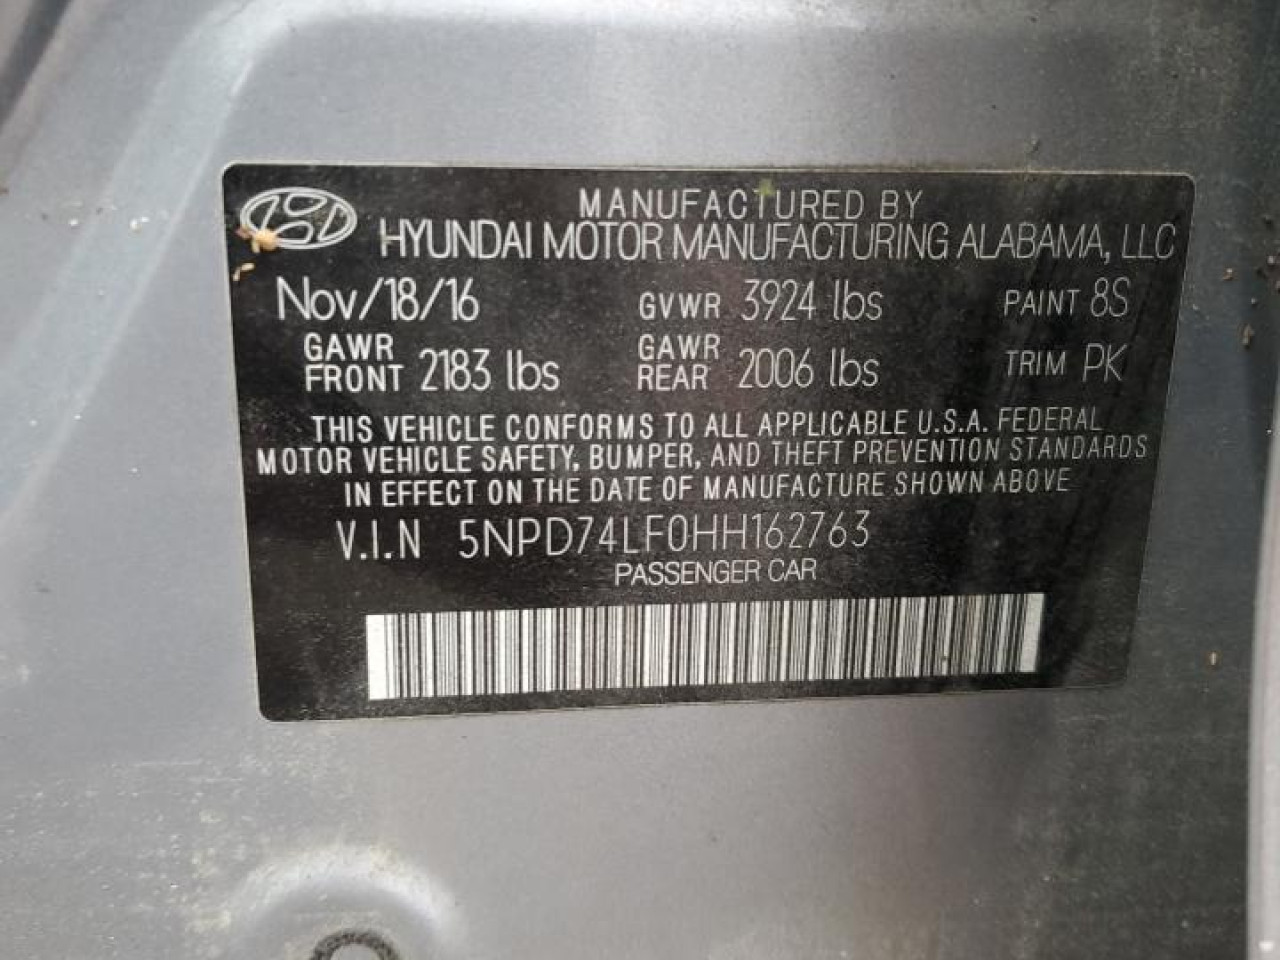 MANUFACTURED BY
HYUNDAI MOTOR MANUFACTURING ALABAMA, LLC
Nov/18/16 GVWR 3924 lbs PAINT 8S
GAWR FRONT 2183 lbs GAWR REAR 2006 lbs TRIM PK
THIS VEHICLE CONFORMS TO ALL APPLICABLE U.S.A. FEDERAL
MOTOR VEHICLE SAFETY, BUMPER, AND THEFT PREVENTION STANDARDS
IN EFFECT ON THE DATE OF MANUFACTURE SHOWN ABOVE
V.I.N 5NPD74LF0HH162763
PASSENGER CAR